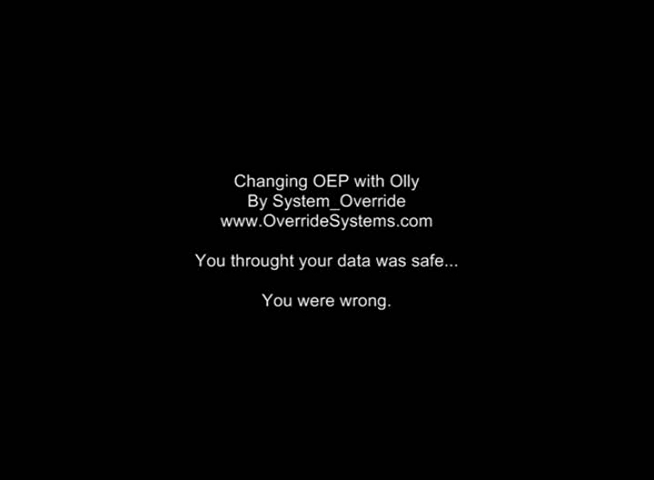 Changing OEP with Olly
By System_Override
www.OverrideSystems.com
You throught your data was safe...
You were wrong.